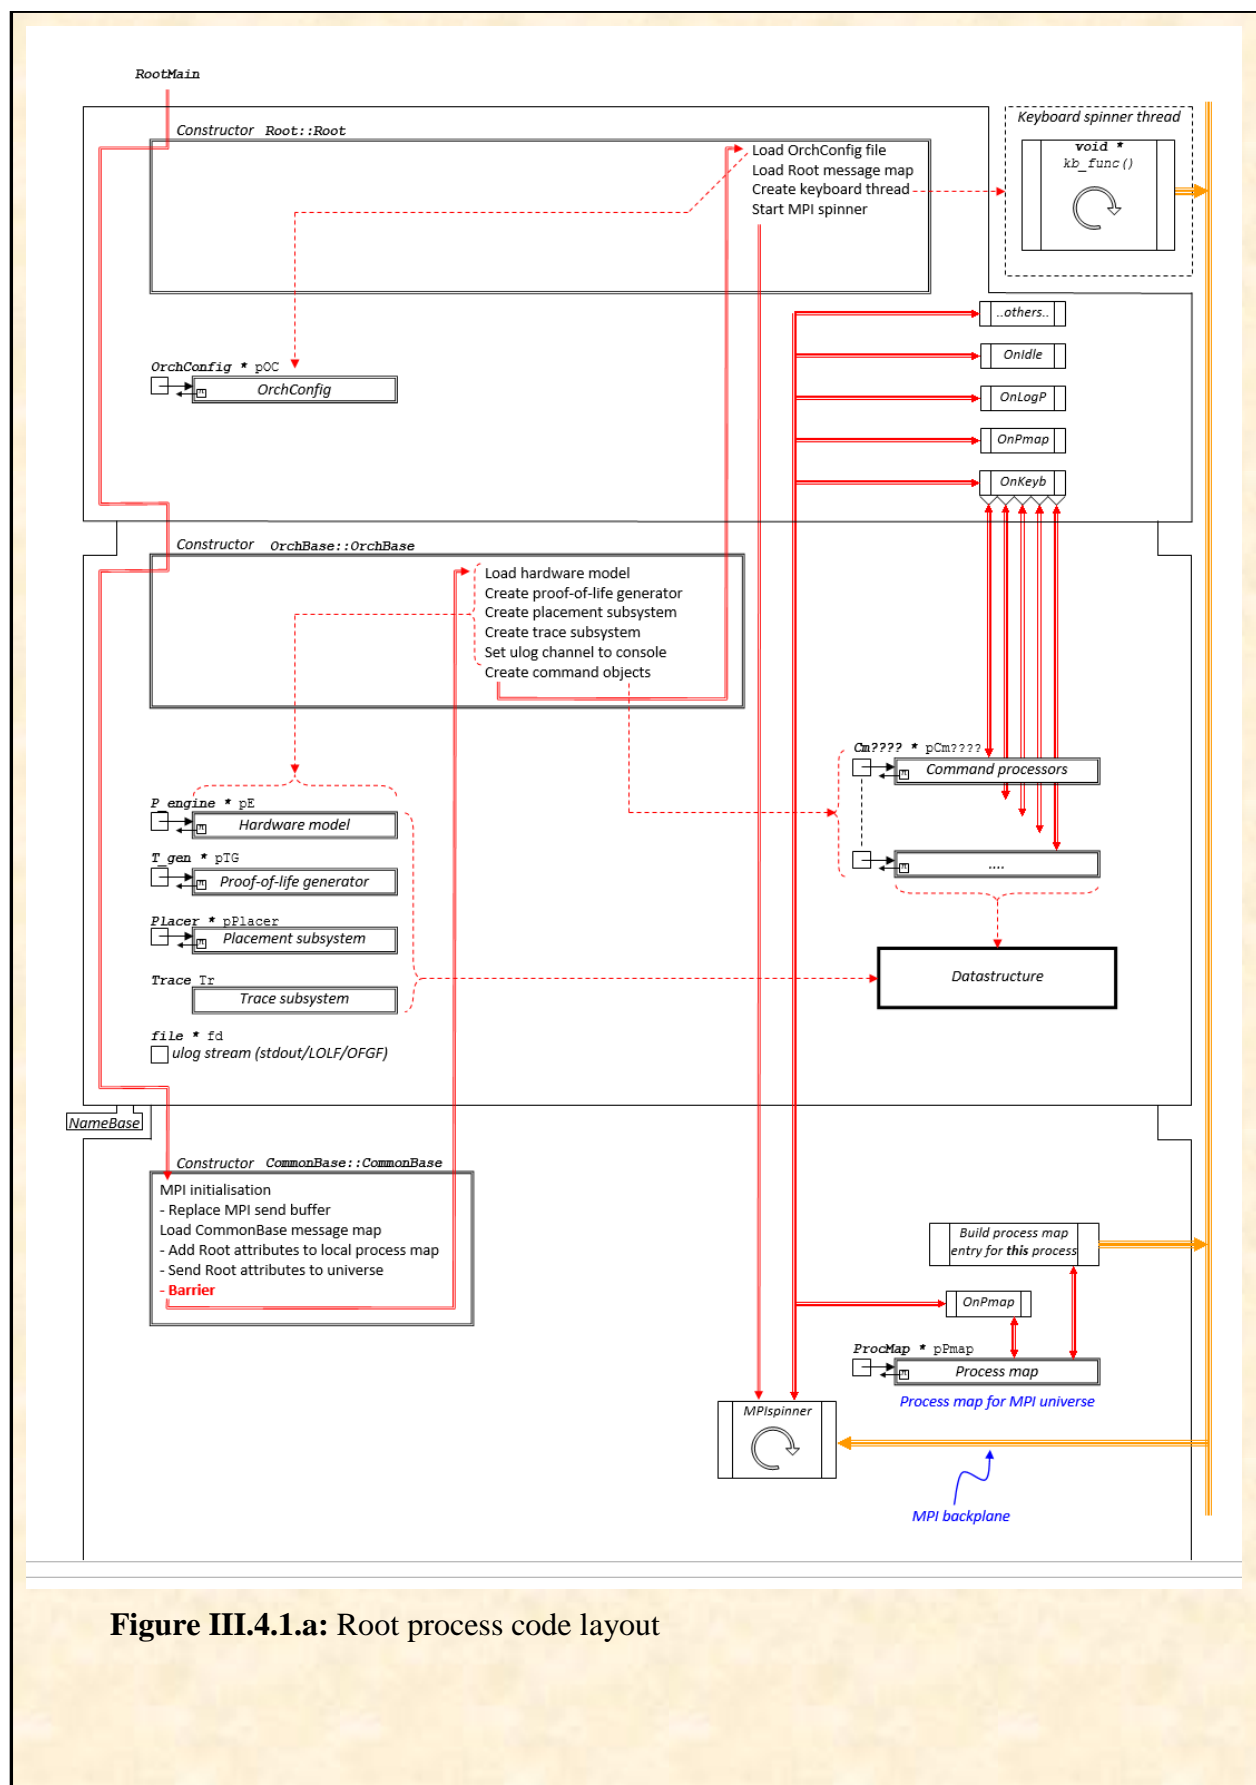 RootMain
Constructor Root::Root
Load OrchConfig file
Load Root message map
Create keyboard thread
Start MPI spinner
Keyboard spinner thread
void *
kb_func()
..others..
OnIdle
OnLogP
OnPmap
OnKeyb
OrchConfig * pOC
OrchConfig
Constructor OrchBase::OrchBase
Load hardware model
Create proof-of-life generator
Create placement subsystem
Create trace subsystem
Set ulog channel to console
Create command objects
Cm???? * pCm????
Command processors
....
Datastructure
P_engine * pE
Hardware model
T_gen * pTG
Proof-of-life generator
Placer * pPlacer
Placement subsystem
Trace Tr
Trace subsystem
file * fd
ulog stream (stdout/LOLF/OFGF)
NameBase
Constructor CommonBase::CommonBase
MPI initialisation
- Replace MPI send buffer
Load CommonBase message map
- Add Root attributes to local process map
- Send Root attributes to universe
- Barrier
Build process map
entry for this process
OnPmap
ProcMap * pPmap
Process map
Process map for MPI universe
MPIspinner
MPI backplane
Figure III.4.1.a: Root process code layout